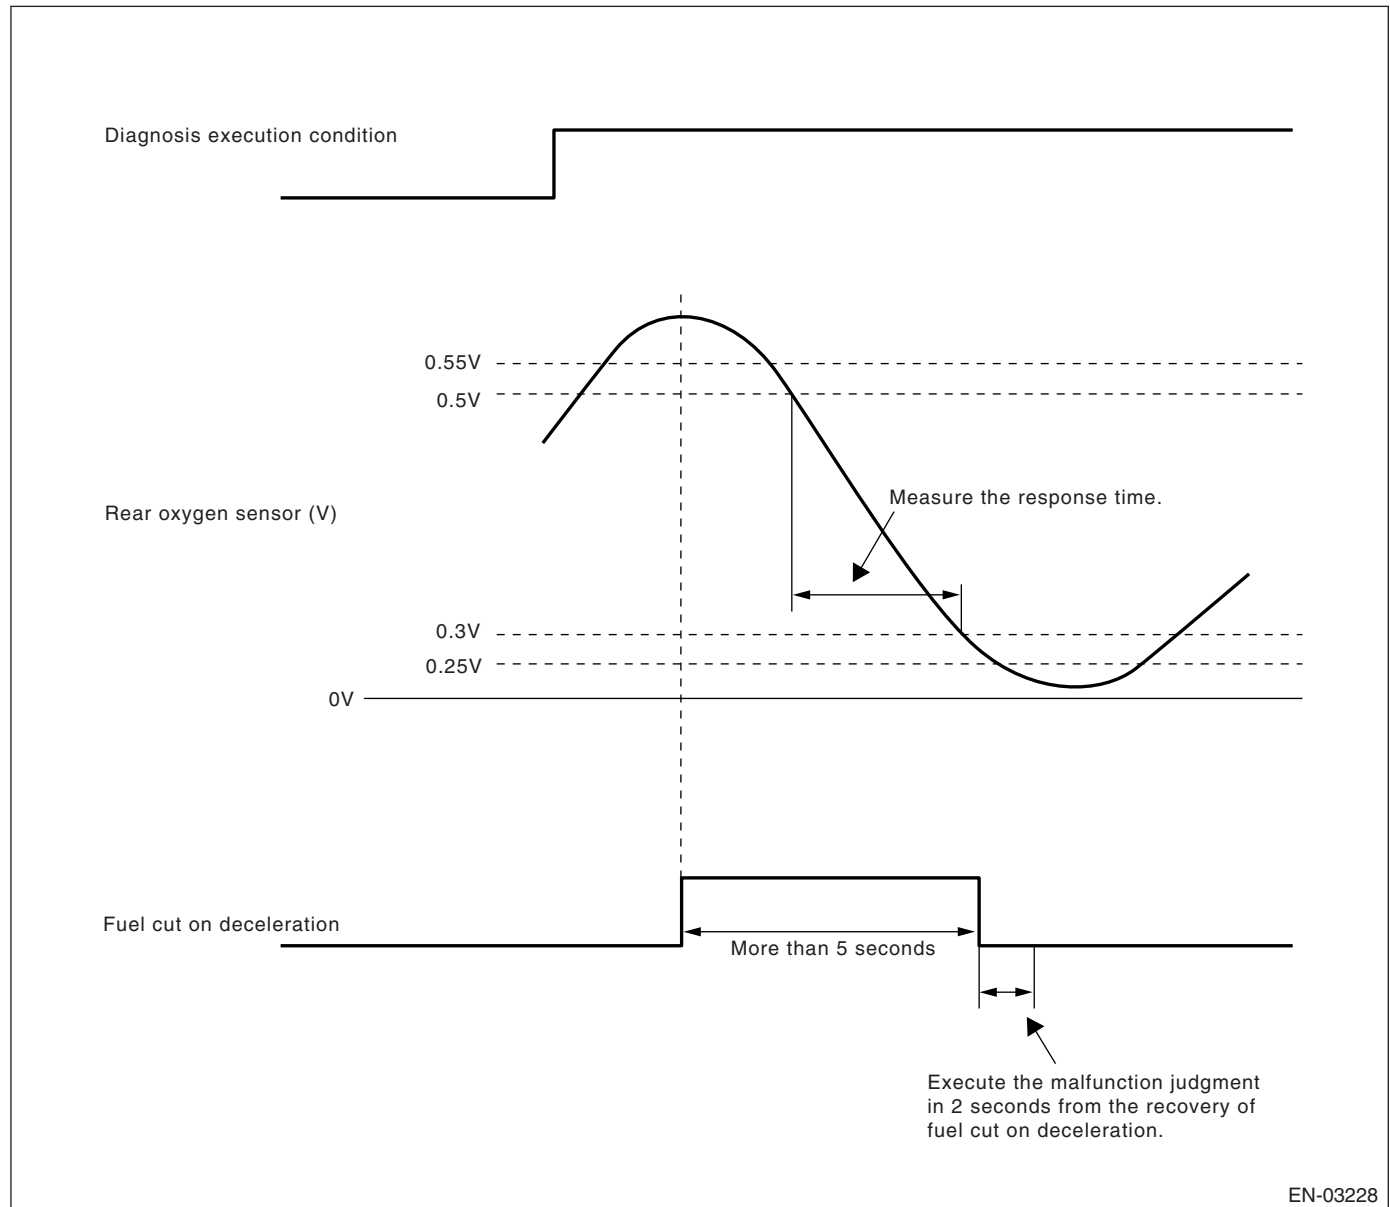 Diagnosis execution condition
0.55V
0.5V
Measure the response time.
Rear oxygen sensor (V)
0.3V
0.25V
0V
Fuel cut on deceleration
More than 5 seconds
Execute the malfunction judgment
in 2 seconds from the recovery of
fuel cut on deceleration.
EN-03228